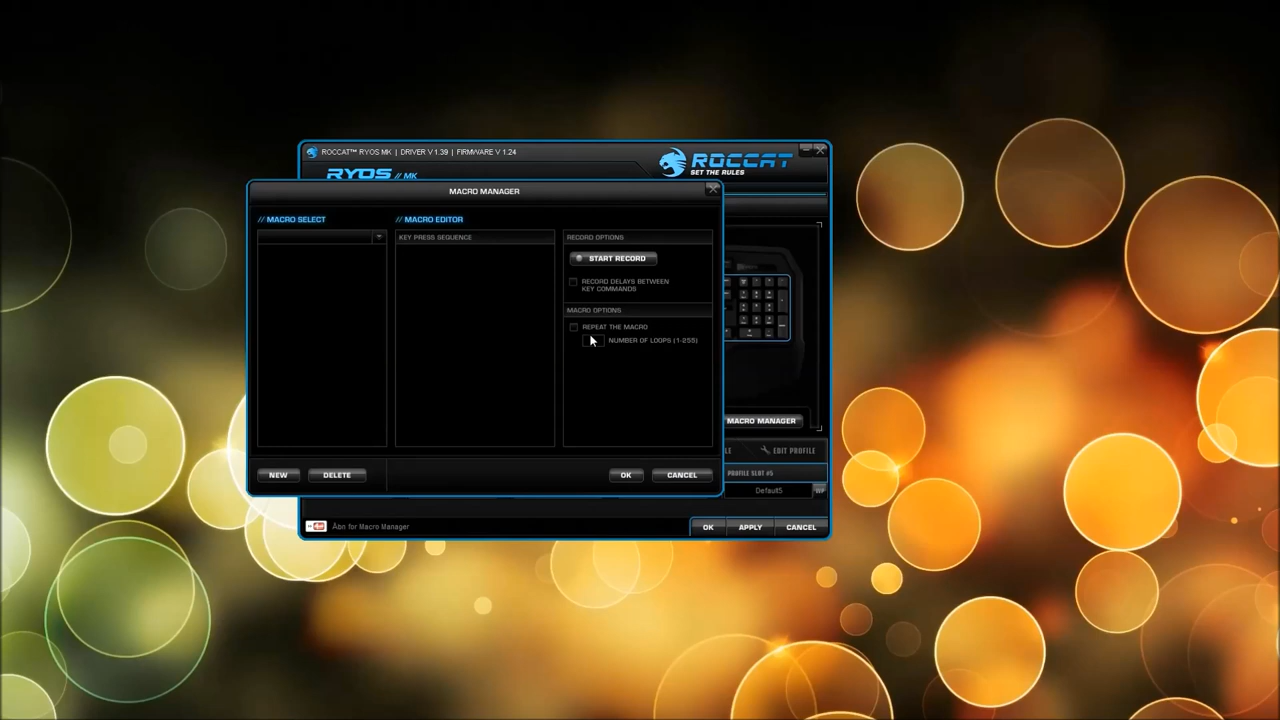 ROCCAT™ RYOS MK | DRIVER V 1.39 | FIRMWARE V 1.24
ROCCAT
SET THE RULES
RYOS // MK
MACRO MANAGER
// MACRO SELECT
// MACRO EDITOR
KEY PRESS SEQUENCE
RECORD OPTIONS
START RECORD
RECORD DELAYS BETWEEN
KEY COMMANDS
MACRO OPTIONS
REPEAT THE MACRO
NUMBER OF LOOPS (1-255)
MACRO MANAGER
LE
EDIT PROFILE
NEW
DELETE
OK
CANCEL
PROFILE SLOT #5
Default5
Åbn for Macro Manager
OK
APPLY
CANCEL